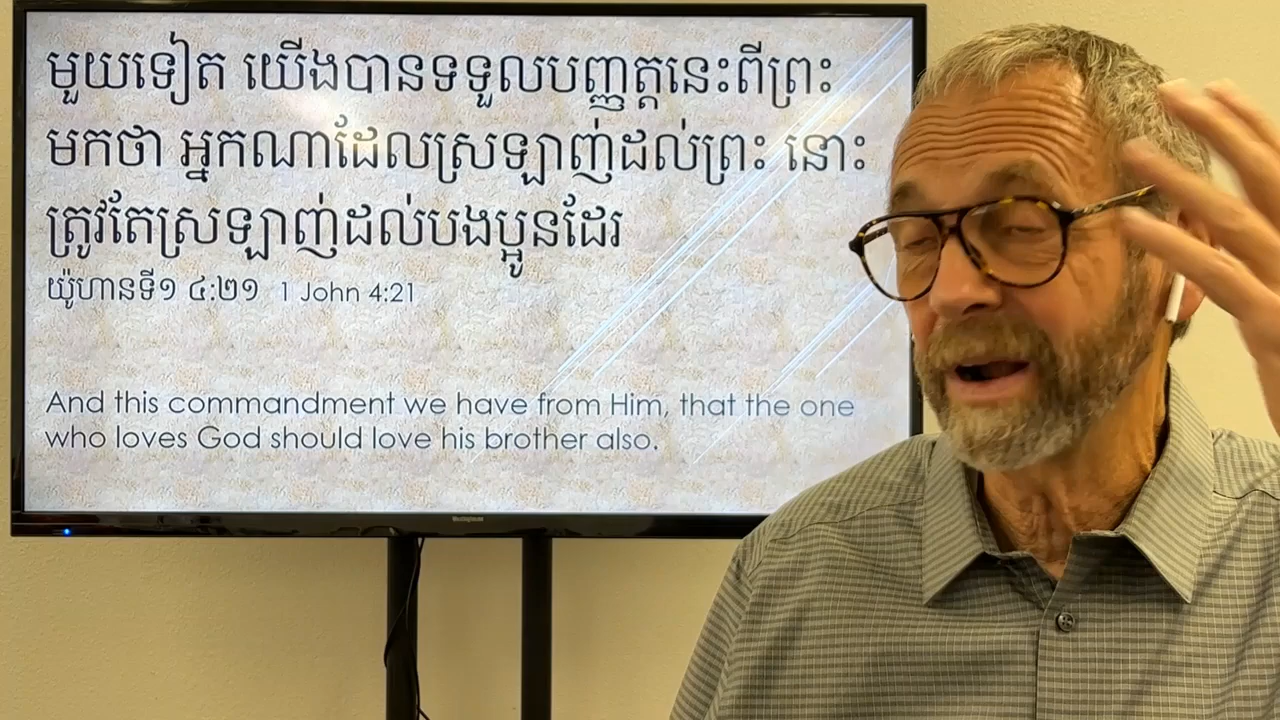 មួយទៀត យើងបានទទួលបញ្ញត្តនេះពីព្រះ
មកថា អ្នកណាដែលស្រឡាញ់ដល់ព្រះ នោះ
ត្រូវតែស្រឡាញ់ដល់បងប្អូនដែរ
យ៉ូហានទី១ ៤:២១ 1 John 4:21
And this commandment we have from Him, that the one
who loves God should love his brother also.
Westinghouse